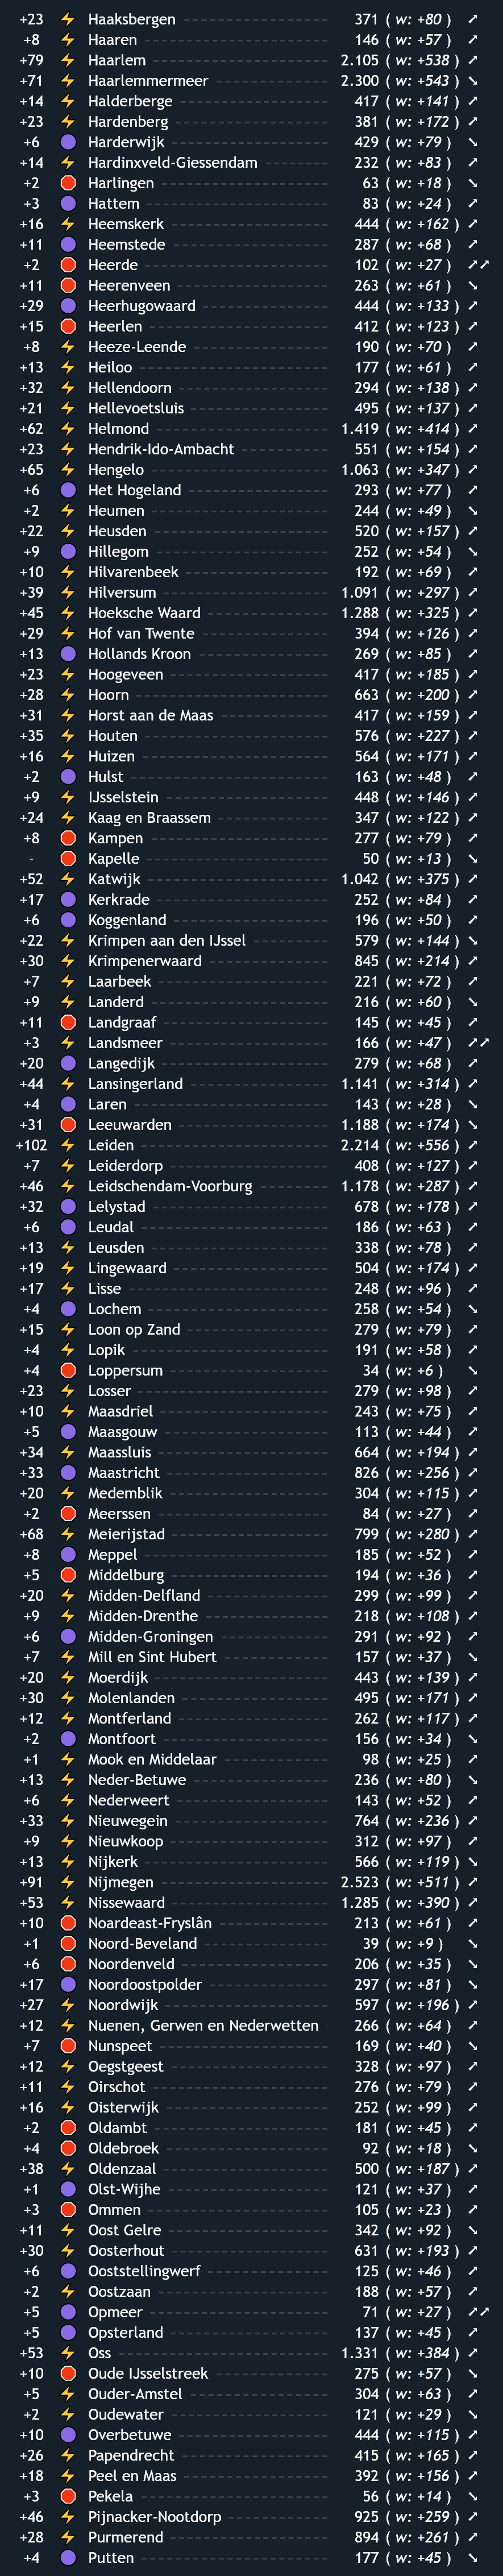 +23 Haaksbergen 371 ( w: +80 )
+8 Haaren 146 ( w: +57 )
+79 Haarlem 2.105 ( w: +538 )
+71 Haarlemmermeer 2.300 ( w: +543 )
+14 Halderberge 417 ( w: +141 )
+23 Hardenberg 381 ( w: +172 )
+6 Harderwijk 429 ( w: +79 )
+14 Hardinxveld-Giessendam 232 ( w: +83 )
+2 Harlingen 63 ( w: +18 )
+3 Hattem 83 ( w: +24 )
+16 Heemskerk 444 ( w: +162 )
+11 Heemstede 287 ( w: +68 )
+2 Heerde 102 ( w: +27 )
+11 Heerenveen 263 ( w: +61 )
+29 Heerhugowaard 444 ( w: +133 )
+15 Heerlen 412 ( w: +123 )
+8 Heeze-Leende 190 ( w: +70 )
+13 Heiloo 177 ( w: +61 )
+32 Hellendoorn 294 ( w: +138 )
+21 Hellevoetsluis 495 ( w: +137 )
+62 Helmond 1.419 ( w: +414 )
+23 Hendrik-Ido-Ambacht 551 ( w: +154 )
+65 Hengelo 1.063 ( w: +347 )
+6 Het Hogeland 293 ( w: +77 )
+2 Heumen 244 ( w: +49 )
+22 Heusden 520 ( w: +157 )
+9 Hillegom 252 ( w: +54 )
+10 Hilvarenbeek 192 ( w: +69 )
+39 Hilversum 1.091 ( w: +297 )
+45 Hoeksche Waard 1.288 ( w: +325 )
+29 Hof van Twente 394 ( w: +126 )
+13 Hollands Kroon 269 ( w: +85 )
+23 Hoogeveen 417 ( w: +185 )
+28 Hoorn 663 ( w: +200 )
+31 Horst aan de Maas 417 ( w: +159 )
+35 Houten 576 ( w: +227 )
+16 Huizen 564 ( w: +171 )
+2 Hulst 163 ( w: +48 )
+9 IJsselstein 448 ( w: +146 )
+24 Kaag en Braassem 347 ( w: +122 )
+8 Kampen 277 ( w: +79 )
- Kapelle 50 ( w: +13 )
+52 Katwijk 1.042 ( w: +375 )
+17 Kerkrade 252 ( w: +84 )
+6 Koggenland 196 ( w: +50 )
+22 Krimpen aan den IJssel 579 ( w: +144 )
+30 Krimpenerwaard 845 ( w: +214 )
+7 Laarbeek 221 ( w: +72 )
+9 Landerd 216 ( w: +60 )
+11 Landgraaf 145 ( w: +45 )
+3 Landsmeer 166 ( w: +47 )
+20 Langedijk 279 ( w: +68 )
+44 Lansingerland 1.141 ( w: +314 )
+4 Laren 143 ( w: +28 )
+31 Leeuwarden 1.188 ( w: +174 )
+102 Leiden 2.214 ( w: +556 )
+7 Leiderdorp 408 ( w: +127 )
+46 Leidschendam-Voorburg 1.178 ( w: +287 )
+32 Lelystad 678 ( w: +178 )
+6 Leudal 186 ( w: +63 )
+13 Leusden 338 ( w: +78 )
+19 Lingewaard 504 ( w: +174 )
+17 Lisse 248 ( w: +96 )
+4 Lochem 258 ( w: +54 )
+15 Loon op Zand 279 ( w: +79 )
+4 Lopik 191 ( w: +58 )
+4 Loppersum 34 ( w: +6 )
+23 Losser 279 ( w: +98 )
+10 Maasdriel 243 ( w: +75 )
+5 Maasgouw 113 ( w: +44 )
+34 Maassluis 664 ( w: +194 )
+33 Maastricht 826 ( w: +256 )
+20 Medemblik 304 ( w: +115 )
+2 Meerssen 84 ( w: +27 )
+68 Meierijstad 799 ( w: +280 )
+8 Meppel 185 ( w: +52 )
+5 Middelburg 194 ( w: +36 )
+20 Midden-Delfland 299 ( w: +99 )
+9 Midden-Drenthe 218 ( w: +108 )
+6 Midden-Groningen 291 ( w: +92 )
+7 Mill en Sint Hubert 157 ( w: +37 )
+20 Moerdijk 443 ( w: +139 )
+30 Molenlanden 495 ( w: +171 )
+12 Montferland 262 ( w: +117 )
+2 Montfoort 156 ( w: +34 )
+1 Mook en Middelaar 98 ( w: +25 )
+13 Neder-Betuwe 236 ( w: +80 )
+6 Nederweert 143 ( w: +52 )
+33 Nieuwegein 764 ( w: +236 )
+9 Nieuwkoop 312 ( w: +97 )
+13 Nijkerk 566 ( w: +119 )
+91 Nijmegen 2.523 ( w: +511 )
+53 Nissewaard 1.285 ( w: +390 )
+10 Noardeast-Fryslân 213 ( w: +61 )
+1 Noord-Beveland 39 ( w: +9 )
+6 Noordenveld 206 ( w: +35 )
+17 Noordoostpolder 297 ( w: +81 )
+27 Noordwijk 597 ( w: +196 )
+12 Nuenen, Gerwen en Nederwetten 266 ( w: +64 )
+7 Nunspeet 169 ( w: +40 )
+12 Oegstgeest 328 ( w: +97 )
+11 Oirschot 276 ( w: +79 )
+16 Oisterwijk 252 ( w: +99 )
+2 Oldambt 181 ( w: +45 )
+4 Oldebroek 92 ( w: +18 )
+38 Oldenzaal 500 ( w: +187 )
+1 Olst-Wijhe 121 ( w: +37 )
+3 Ommen 105 ( w: +23 )
+11 Oost Gelre 342 ( w: +92 )
+30 Oosterhout 631 ( w: +193 )
+6 Ooststellingwerf 125 ( w: +46 )
+2 Oostzaan 188 ( w: +57 )
+5 Opmeer 71 ( w: +27 )
+5 Opsterland 137 ( w: +45 )
+53 Oss 1.331 ( w: +384 )
+10 Oude IJsselstreek 275 ( w: +57 )
+5 Ouder-Amstel 304 ( w: +63 )
+2 Oudewater 121 ( w: +29 )
+10 Overbetuwe 444 ( w: +115 )
+26 Papendrecht 415 ( w: +165 )
+18 Peel en Maas 392 ( w: +156 )
+3 Pekela 56 ( w: +14 )
+46 Pijnacker-Nootdorp 925 ( w: +259 )
+28 Purmerend 894 ( w: +261 )
+4 Putten 177 ( w: +45 )